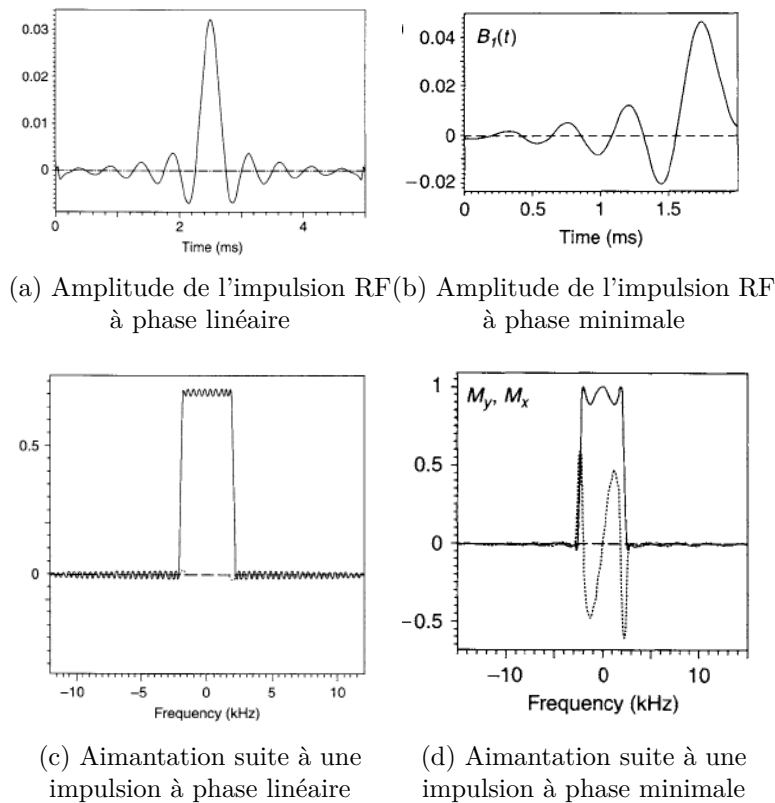 0.03
0.02
0.01
0
0 2 4
Time (ms)
B₁(t)
0.04
0.02
0
−0.02
0 0.5 1 1.5
Time (ms)
(a) Amplitude de l'impulsion RF
à phase linéaire
(b) Amplitude de l'impulsion RF
à phase minimale
0.5
0
−10 −5 0 5 10
Frequency (kHz)
M_y, M_x
1
0.5
0
−0.5
−10 0 10
Frequency (kHz)
(c) Aimantation suite à une
impulsion à phase linéaire
(d) Aimantation suite à une
impulsion à phase minimale